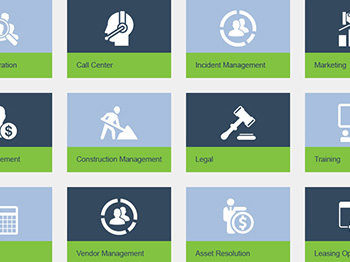 ration
Call Center
Incident Management
Marketing
ement
Construction Management
Legal
Training
Vendor Management
Asset Resolution
Leasing Op